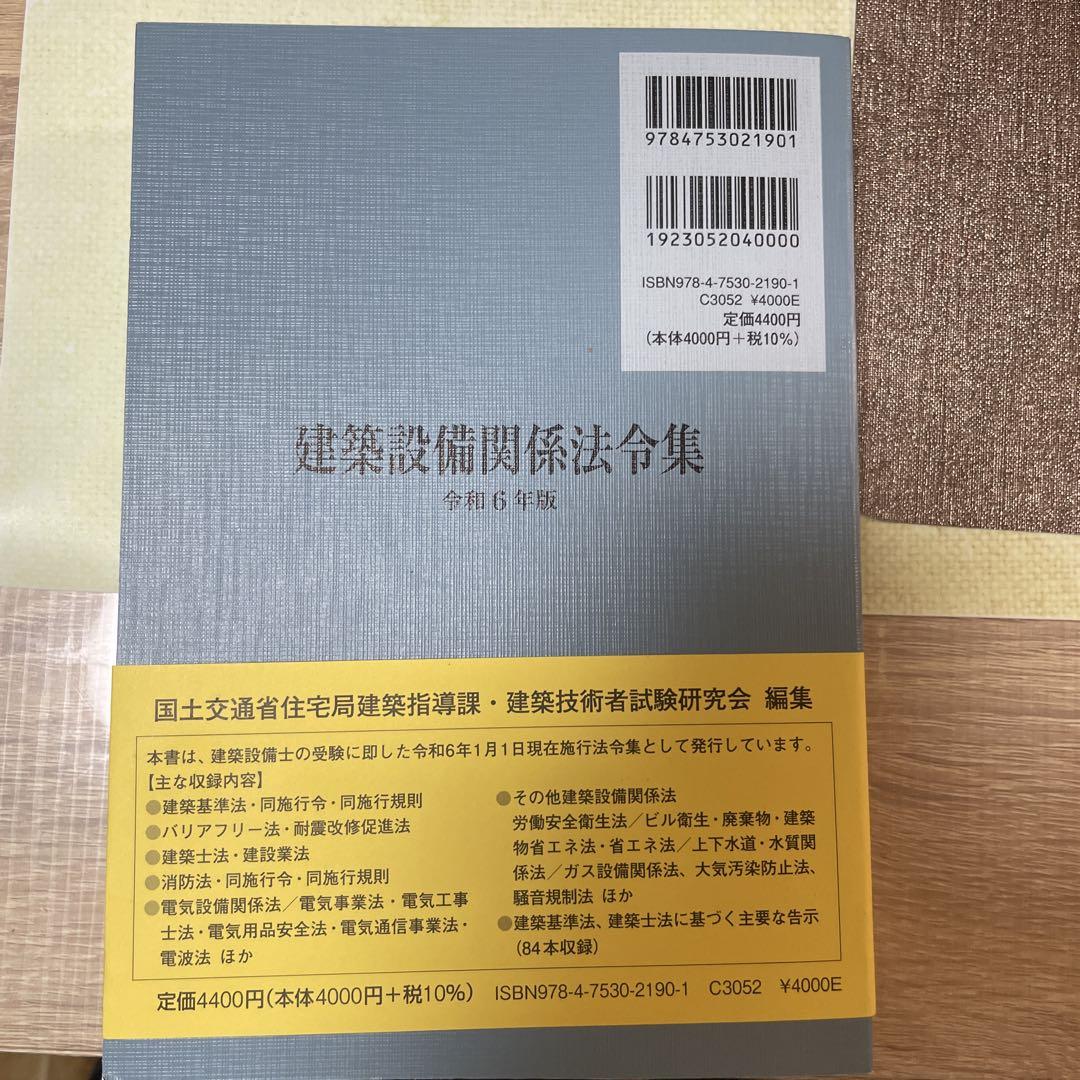 9784753021901
1923052040000
ISBN978-4-7530-2190-1
C3052 ¥4000E
定価4400円
(本体4000円+税10%)
建築設備関係法令集
令和6年版
国土交通省住宅局建築指導課・建築技術者試験研究会 編集
本書は、建築設備士の受験に即した令和6年1月1日現在施行法令集として発行しています。
【主な収録内容】
●建築基準法・同施行令・同施行規則
●バリアフリー法・耐震改修促進法
●建築士法・建設業法
●消防法・同施行令・同施行規則
●電気設備関係法/電気事業法・電気工事
士法・電気用品安全法・電気通信事業法・
電波法 ほか
●その他建築設備関係法
労働安全衛生法/ビル衛生・廃棄物・建築
物省エネ法・省エネ法/上下水道・水質関
係法/ガス設備関係法、大気汚染防止法、
騒音規制法 ほか
●建築基準法、建築士法に基づく主要な告示
(84本収録)
定価4400円(本体4000円+税10%) ISBN978-4-7530-2190-1 C3052 ¥4000E